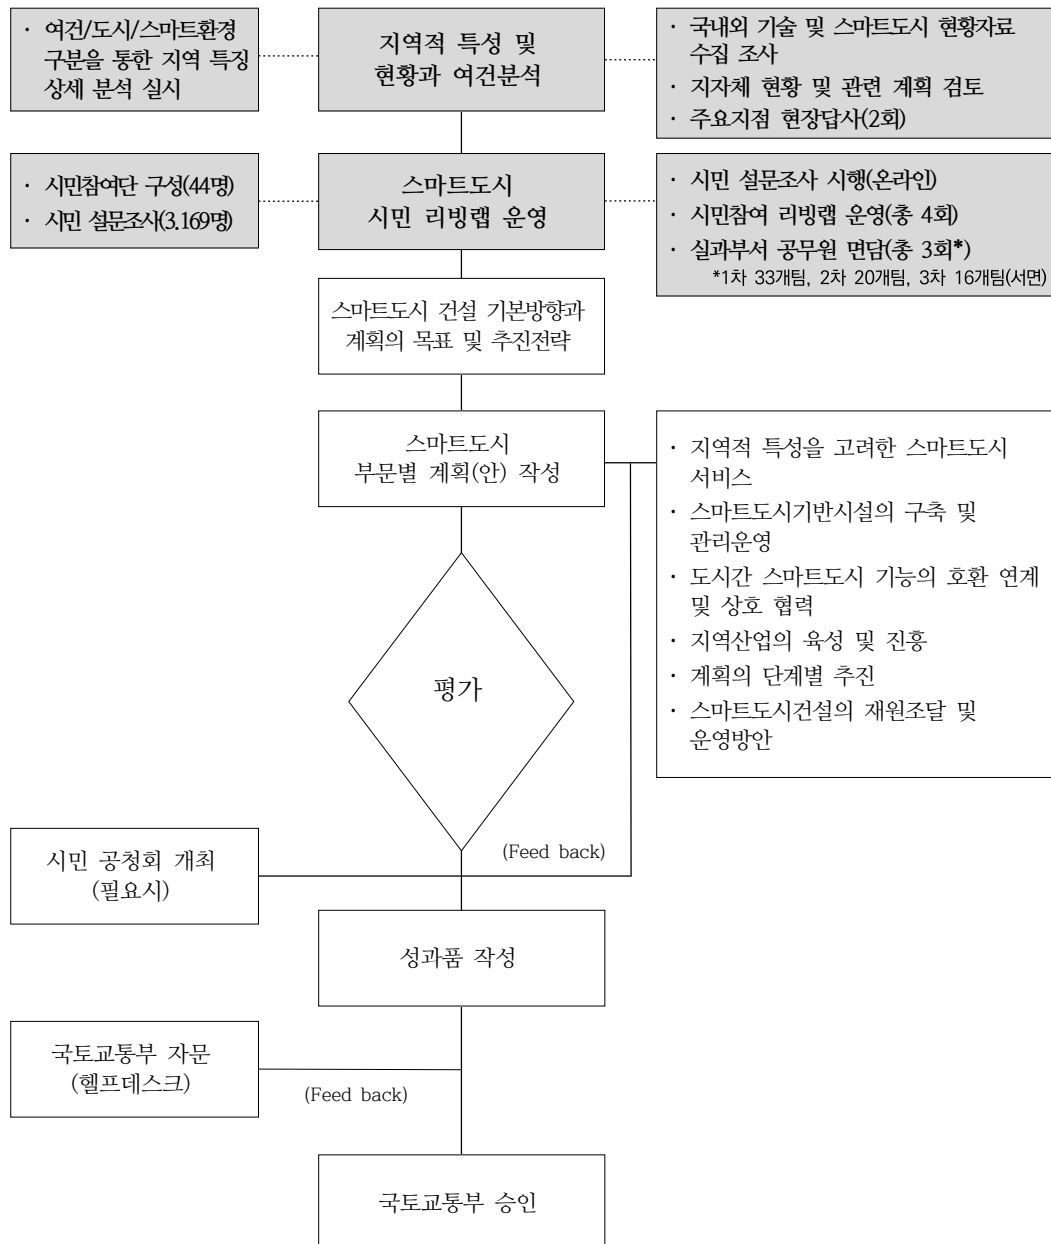 · 여건/도시/스마트환경
구분을 통한 지역 특징
상세 분석 실시
지역적 특성 및
현황과 여건분석
· 국내외 기술 및 스마트도시 현황자료
수집 조사
· 지자체 현황 및 관련 계획 검토
· 주요지점 현장답사(2회)
· 시민참여단 구성(44명)
· 시민 설문조사(3.169명)
스마트도시
시민 리빙랩 운영
· 시민 설문조사 시행(온라인)
· 시민참여 리빙랩 운영(총 4회)
· 실과부서 공무원 면담(총 3회*)
*1차 33개팀, 2차 20개팀, 3차 16개팀(서면)
스마트도시 건설 기본방향과
계획의 목표 및 추진전략
스마트도시
부문별 계획(안) 작성
· 지역적 특성을 고려한 스마트도시
서비스
· 스마트도시기반시설의 구축 및
관리운영
· 도시간 스마트도시 기능의 호환 연계
및 상호 협력
· 지역산업의 육성 및 진흥
· 계획의 단계별 추진
· 스마트도시건설의 재원조달 및
운영방안
평가
(Feed back)
시민 공청회 개최
(필요시)
성과품 작성
국토교통부 자문
(헬프데스크)
(Feed back)
국토교통부 승인